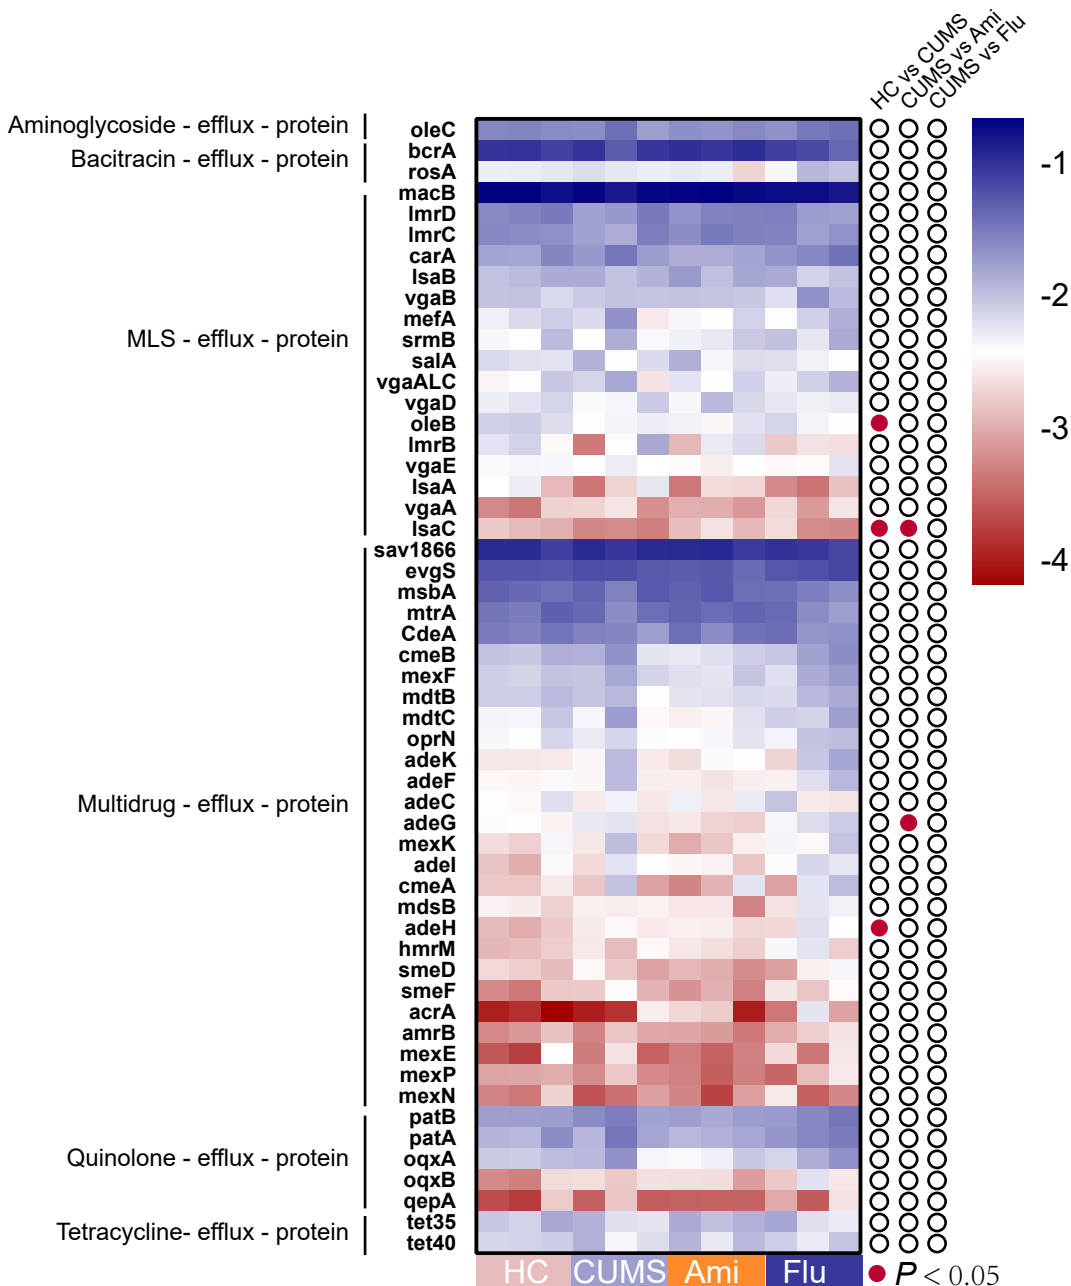 HC vs CUMS
CUMS vs Ami
CUMS vs Flu
Aminoglycoside - efflux - protein
Bacitracin - efflux - protein
MLS - efflux - protein
Multidrug - efflux - protein
Quinolone - efflux - protein
Tetracycline- efflux - protein
oleC
bcrA
rosA
macB
lmrD
lmrC
carA
lsaB
vgaB
mefA
srmB
salA
vgaALC
vgaD
oleB
lmrB
vgaE
lsaA
vgaA
lsaC
sav1866
evgS
msbA
mtrA
CdeA
cmeB
mexF
mdtB
mdtC
oprN
adeK
adeF
adeC
adeG
mexK
adeI
cmeA
mdsB
adeH
hmrM
smeD
smeF
acrA
amrB
mexE
mexP
mexN
patB
patA
oqxA
oqxB
qepA
tet35
tet40
-1
-2
-3
-4
HC CUMS Ami Flu
P < 0.05